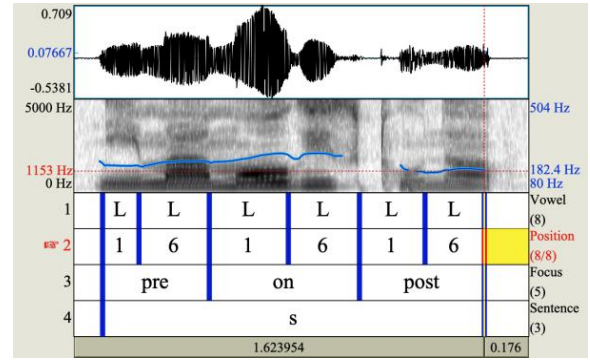 0.709
0.07667
-0.5381
5000 Hz 504 Hz
1153 Hz 182.4 Hz
0 Hz 80 Hz
1 L L L L L L Vowel (8)
☞ 2 1 6 1 6 1 6 Position (8/8)
3 pre on post Focus (5)
4 s Sentence (3)
1.623954 0.176